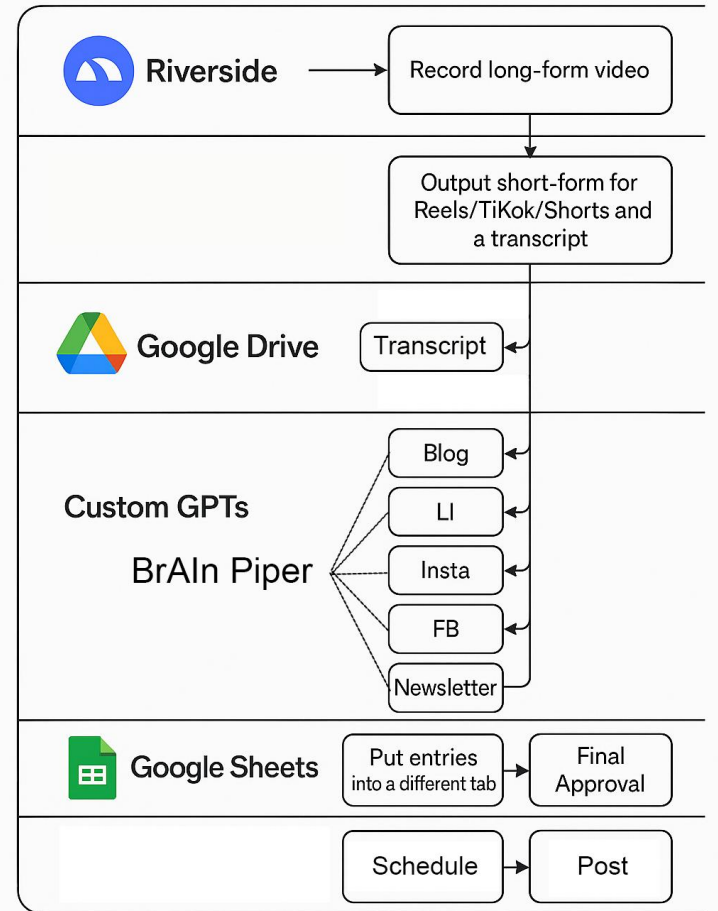 Riverside
Record long-form video
Output short-form for
Reels/TiKok/Shorts and
a transcript
Google Drive
Transcript
Custom GPTs
BrAIn Piper
Blog
LI
Insta
FB
Newsletter
Google Sheets
Put entries
into a different tab
Final
Approval
Schedule
Post